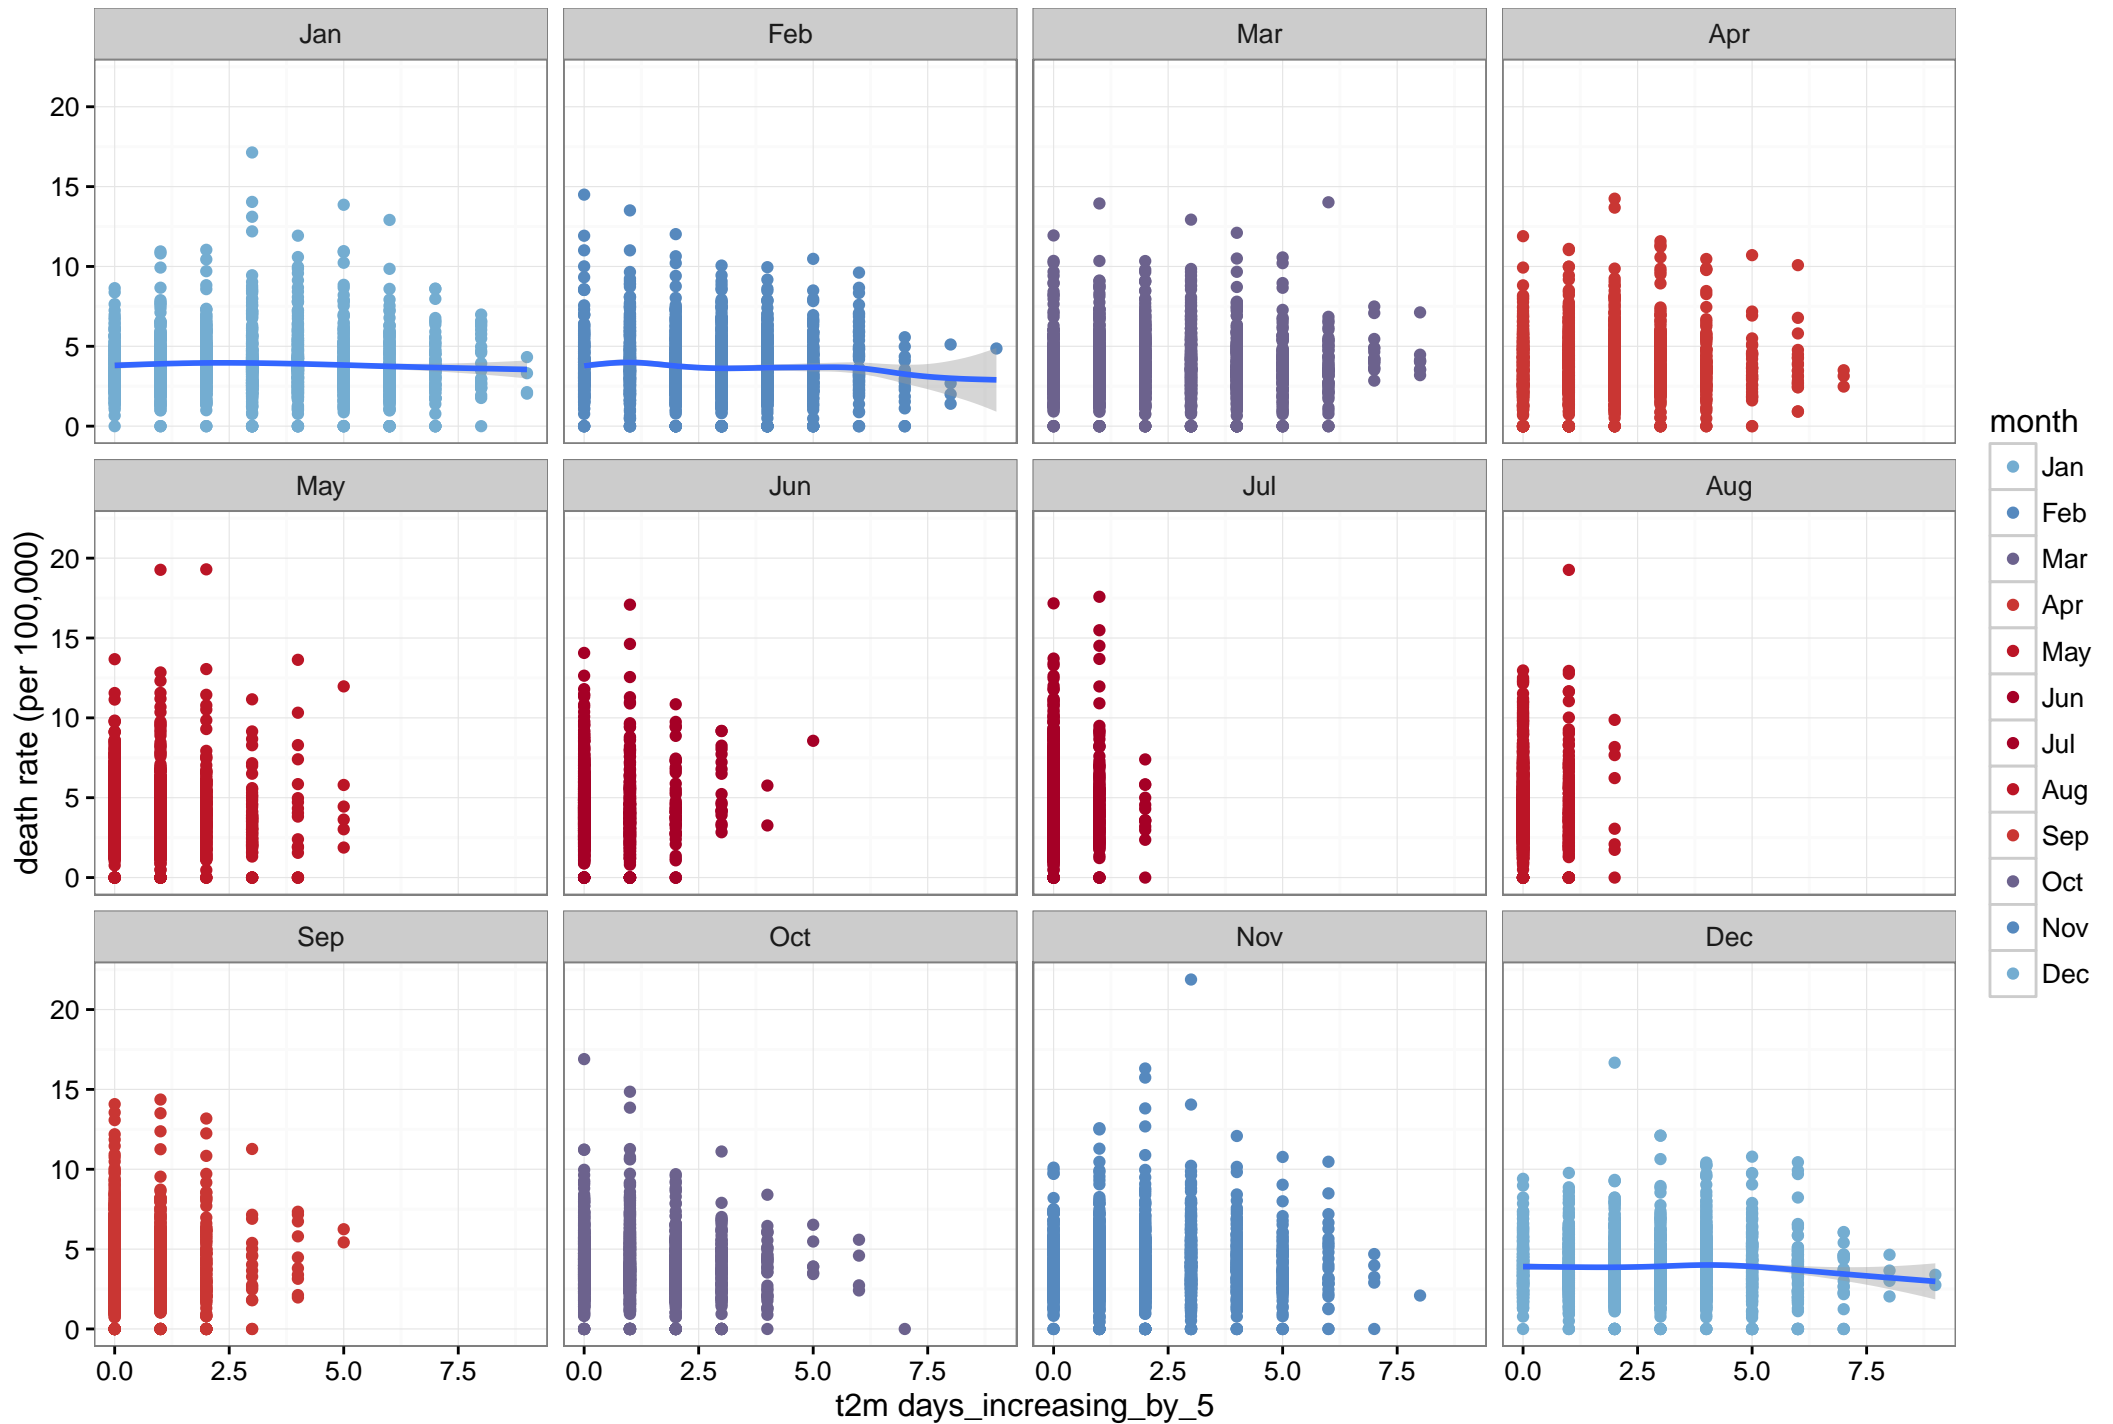 Jan Feb Mar Apr
20
15
10
5
0
May Jun Jul Aug
20
15
10
5
0
death rate (per 100,000)
Sep Oct Nov Dec
20
15
10
5
0
0.0 2.5 5.0 7.5 0.0 2.5 5.0 7.5 0.0 2.5 5.0 7.5 0.0 2.5 5.0 7.5
t2m days_increasing_by_5
month
Jan
Feb
Mar
Apr
May
Jun
Jul
Aug
Sep
Oct
Nov
Dec